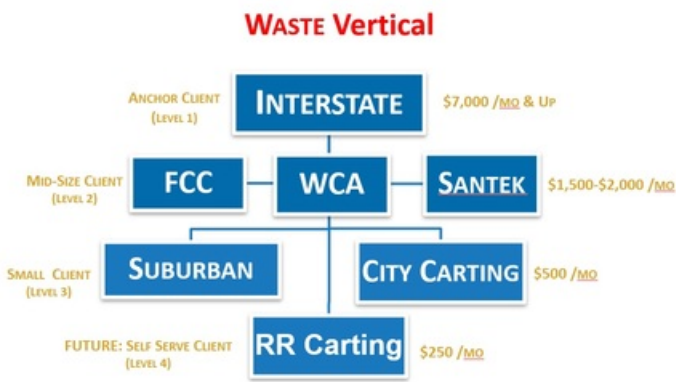 WASTE Vertical
ANCHOR CLIENT
(LEVEL 1)
INTERSTATE
$7,000 /MO & UP
MID-SIZE CLIENT
(LEVEL 2)
FCC
WCA
SANTEK
$1,500-$2,000 /MO
SMALL CLIENT
(LEVEL 3)
SUBURBAN
CITY CARTING
$500 /MO
FUTURE: SELF SERVE CLIENT
(LEVEL 4)
RR Carting
$250 /MO